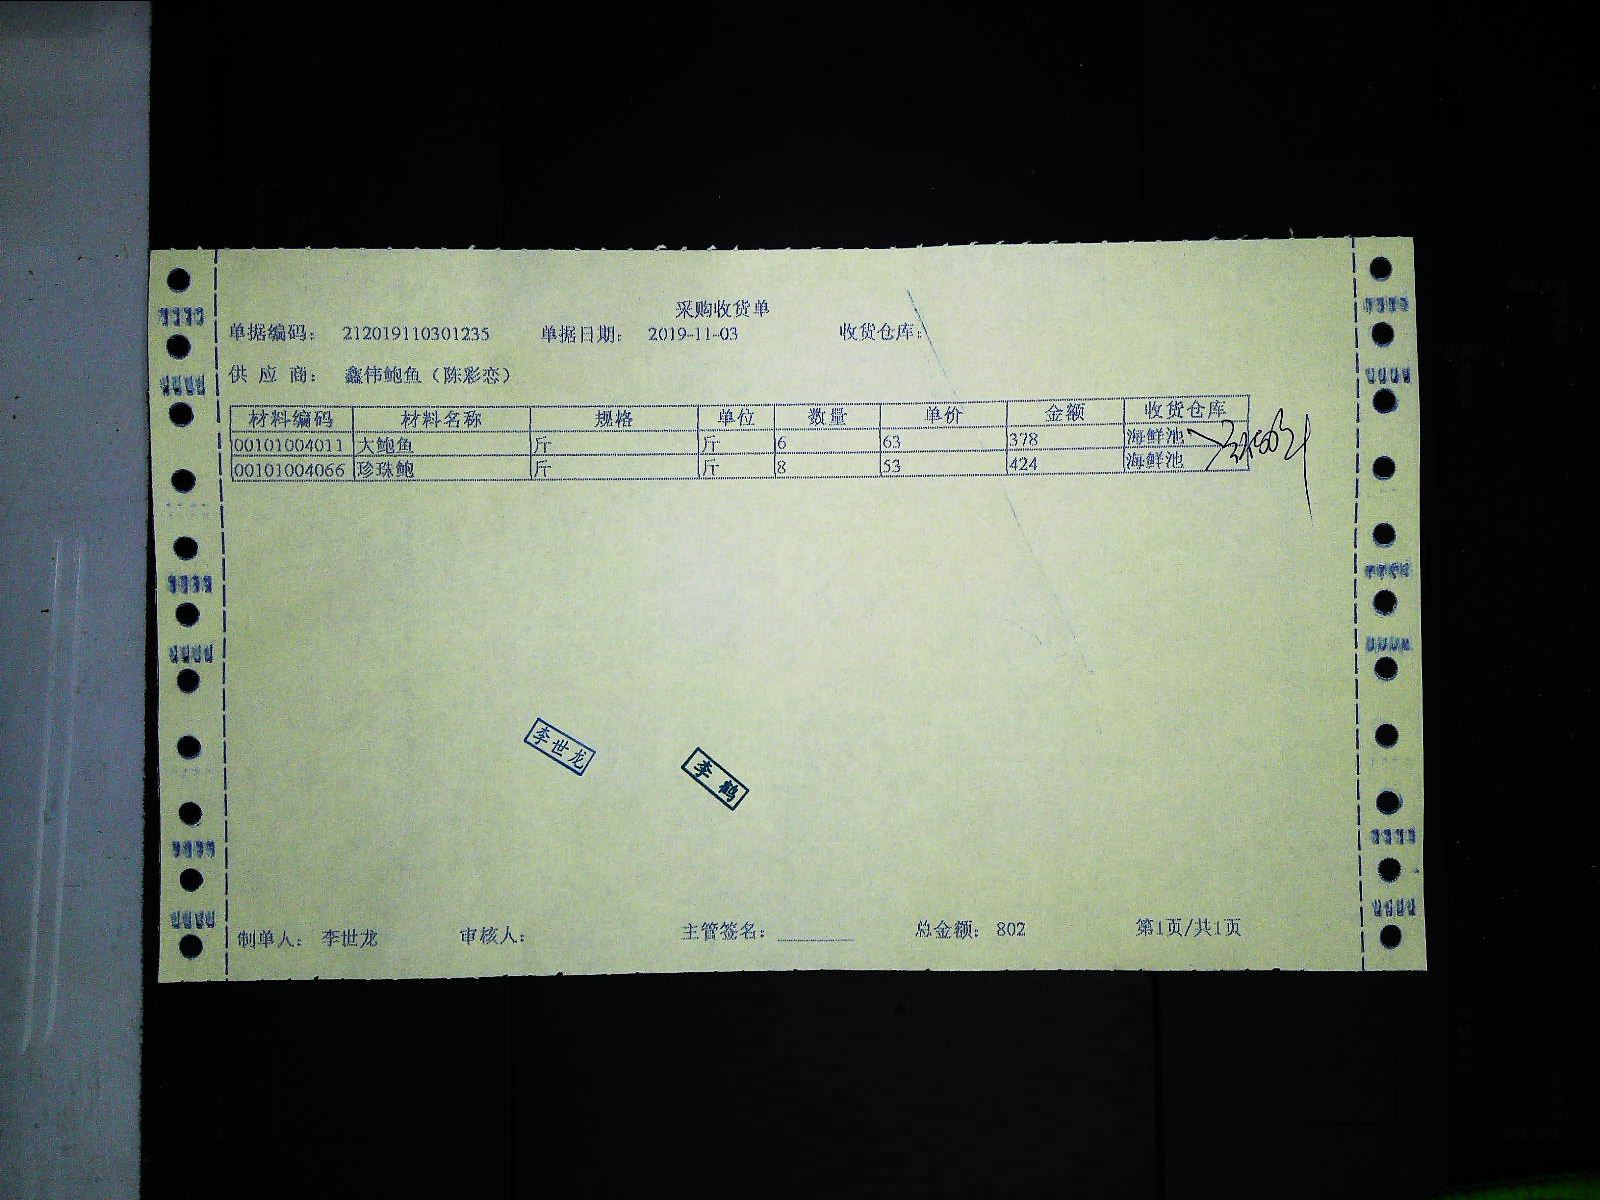 采购收货单
单据编码： 212019110301235 单据日期： 2019-11-03 收货仓库：
供 应 商： 鑫伟鲍鱼（陈彩恋）
材料编码 材料名称 规格 单位 数量 单价 金额 收货仓库
00101004011 大鲍鱼 斤 斤 6 63 378 海鲜池
00101004066 珍珠鲍 斤 斤 8 53 424 海鲜池
李世龙
李鹤
制单人： 李世龙 审核人： 主管签名： 总金额： 802 第1页/共1页